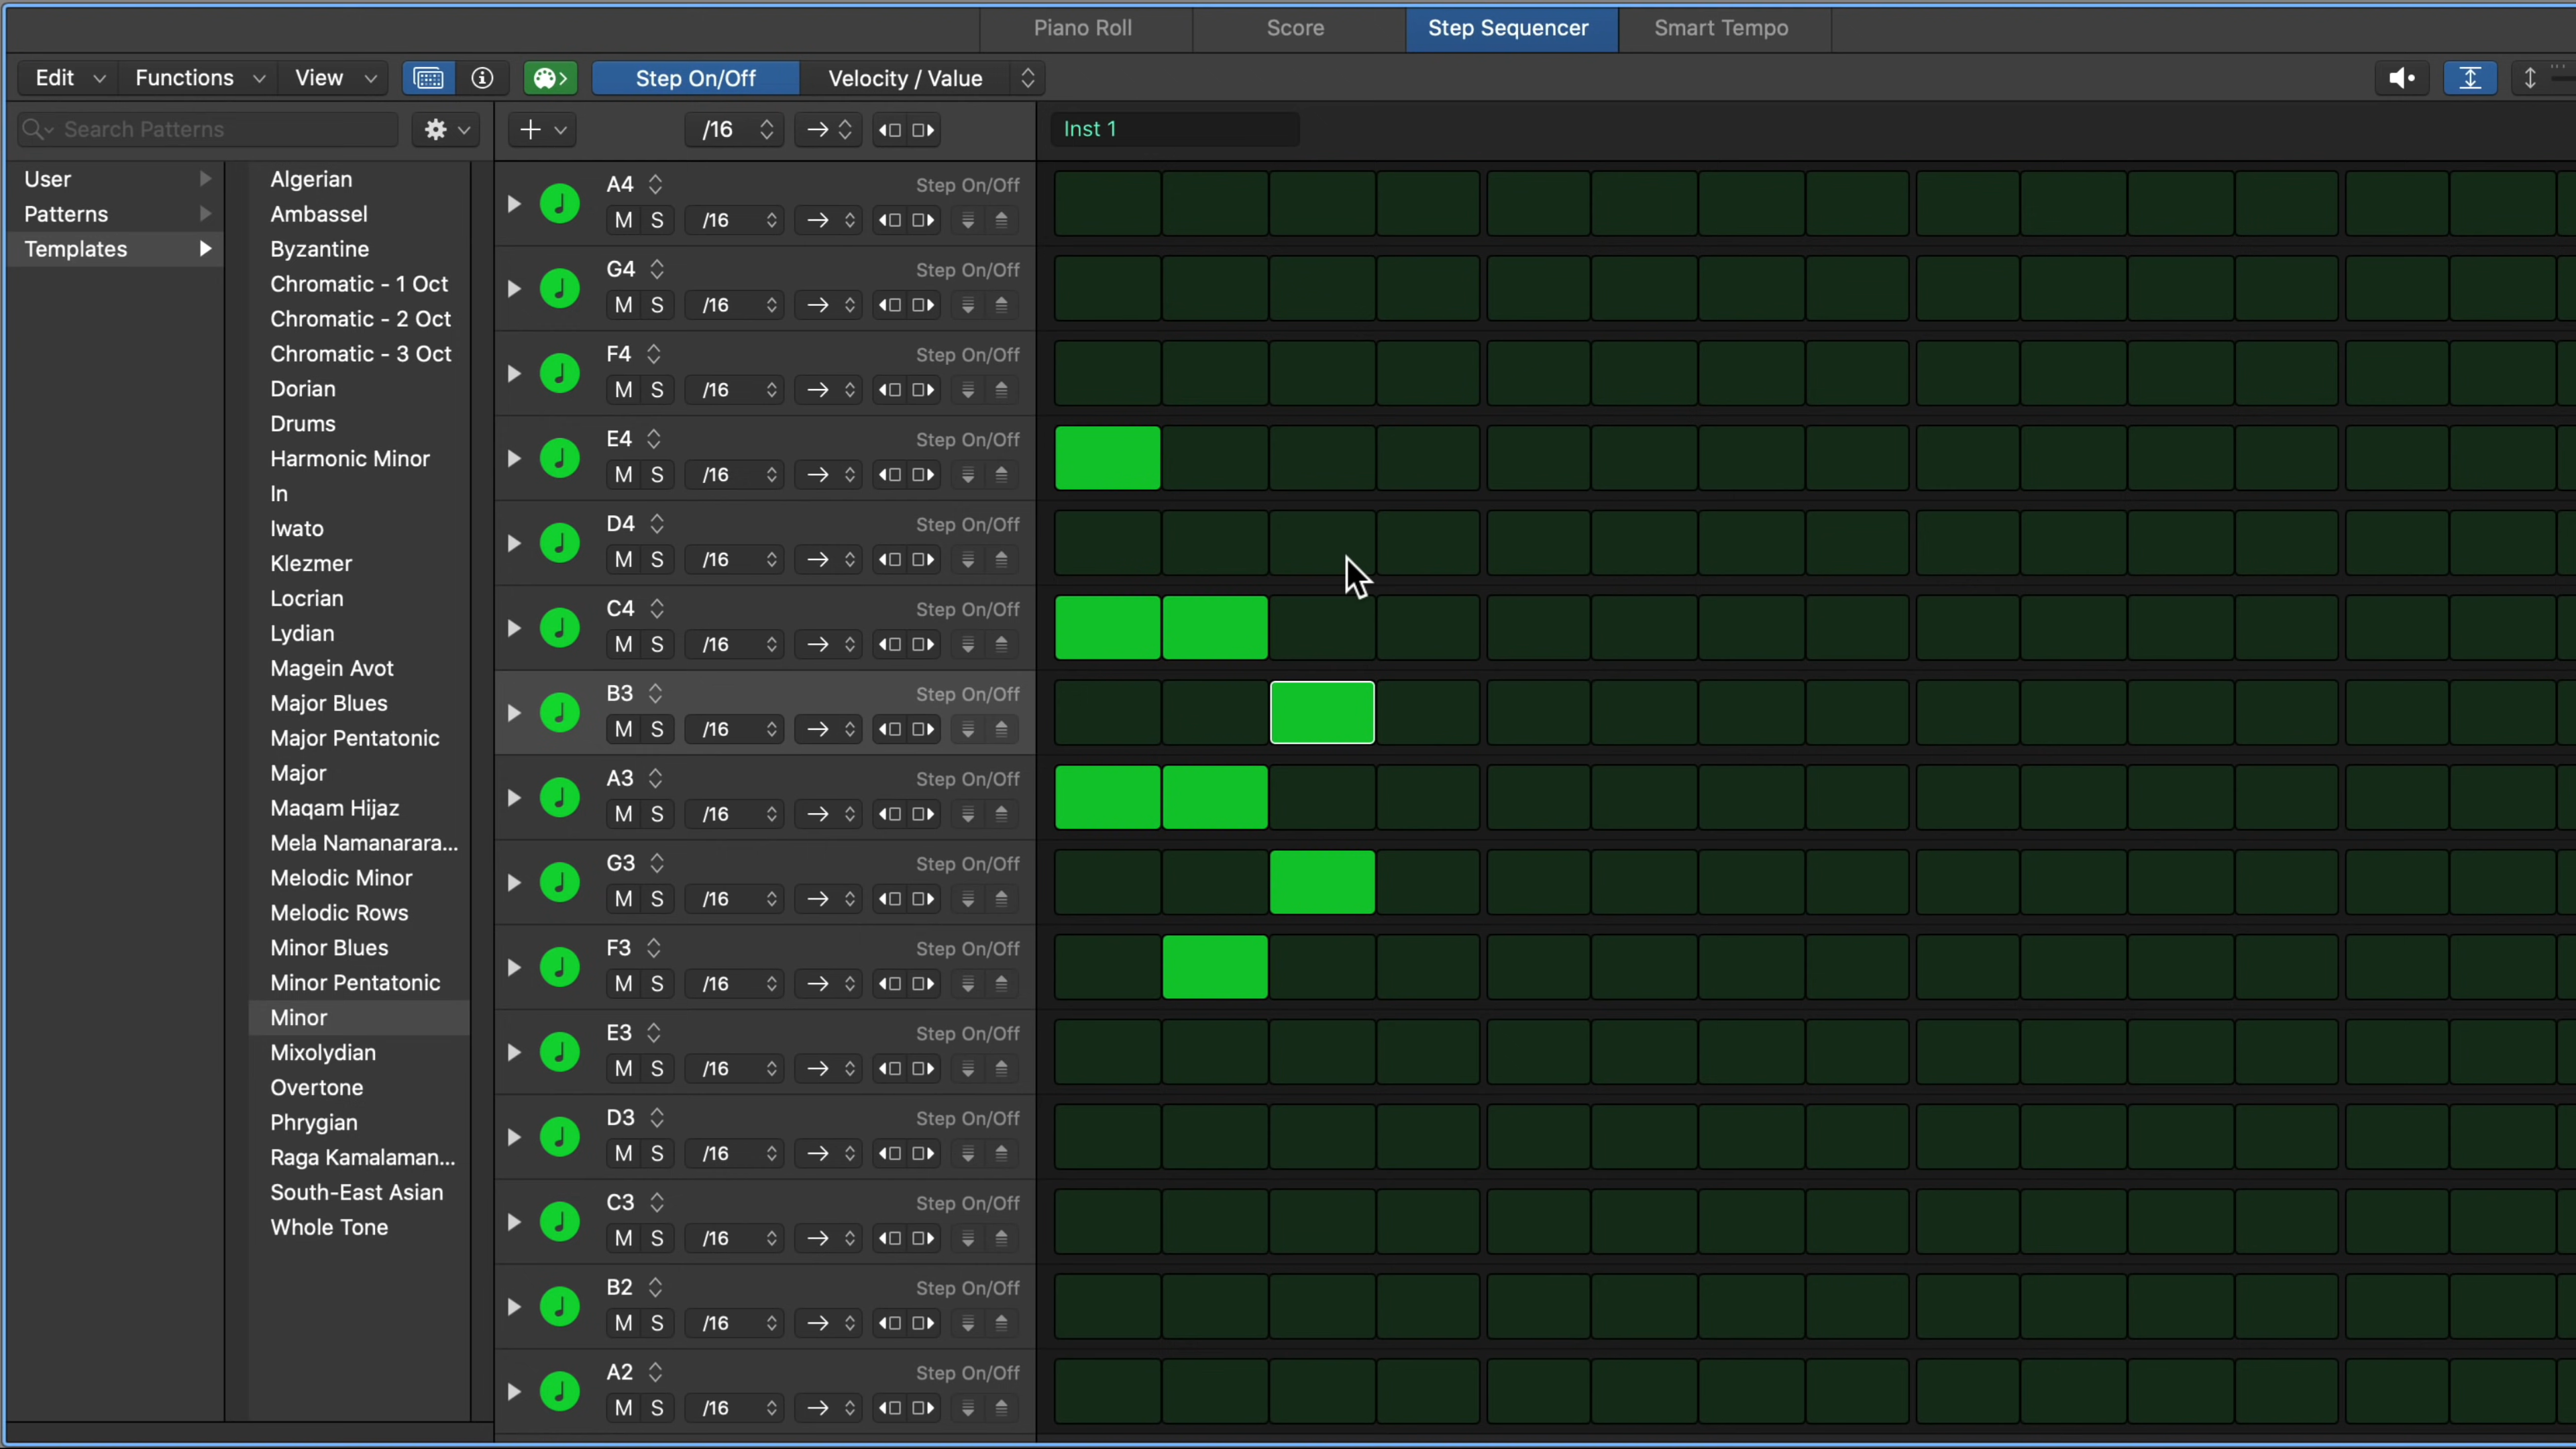 Piano Roll Score Step Sequencer Smart Tempo
Edit Functions View Step On/Off Velocity / Value
Search Patterns /16 Inst 1
User
Patterns
Templates
Algerian
Ambassel
Byzantine
Chromatic - 1 Oct
Chromatic - 2 Oct
Chromatic - 3 Oct
Dorian
Drums
Harmonic Minor
In
Iwato
Klezmer
Locrian
Lydian
Magein Avot
Major Blues
Major Pentatonic
Major
Maqam Hijaz
Mela Namanarara...
Melodic Minor
Melodic Rows
Minor Blues
Minor Pentatonic
Minor
Mixolydian
Overtone
Phrygian
Raga Kamalaman...
South-East Asian
Whole Tone
A4 Step On/Off
M S /16
G4 Step On/Off
M S /16
F4 Step On/Off
M S /16
E4 Step On/Off
M S /16
D4 Step On/Off
M S /16
C4 Step On/Off
M S /16
B3 Step On/Off
M S /16
A3 Step On/Off
M S /16
G3 Step On/Off
M S /16
F3 Step On/Off
M S /16
E3 Step On/Off
M S /16
D3 Step On/Off
M S /16
C3 Step On/Off
M S /16
B2 Step On/Off
M S /16
A2 Step On/Off
M S /16